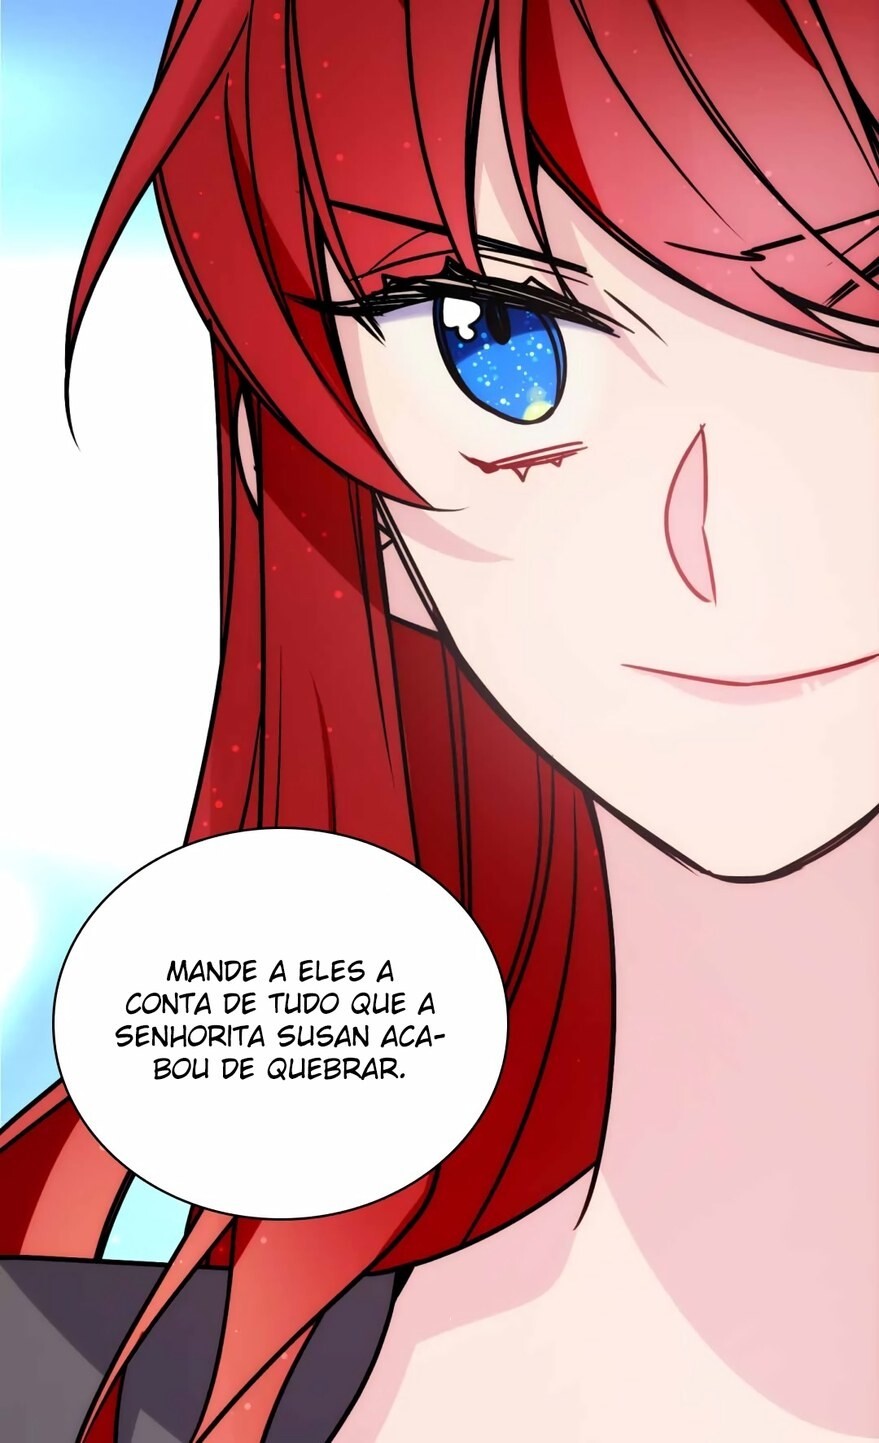 MANDE A ELES A
CONTA DE TUDO QUE A
SENHORITA SUSAN ACA-
BOU DE QUEBRAR.